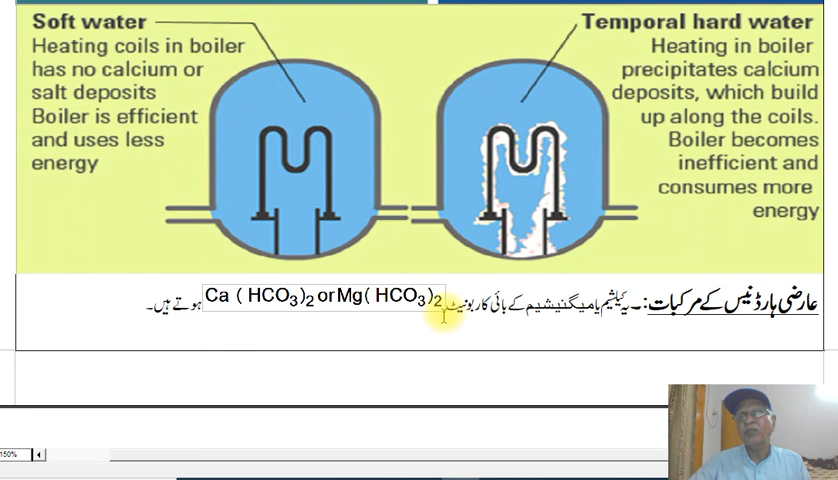 Soft water
Heating coils in boiler
has no calcium or
salt deposits
Boiler is efficient
and uses less
energy
Temporal hard water
Heating in boiler
precipitates calcium
deposits, which build
up along the coils.
Boiler becomes
inefficient and
consumes more
energy
عارضی ہارڈنیس کے مرکبات:۔ یہ کیلشیم یا میگنیشیم کے بائی کاربونیٹ Ca ( HCO3)2 or Mg( HCO3)2 ہوتے ہیں۔
150%